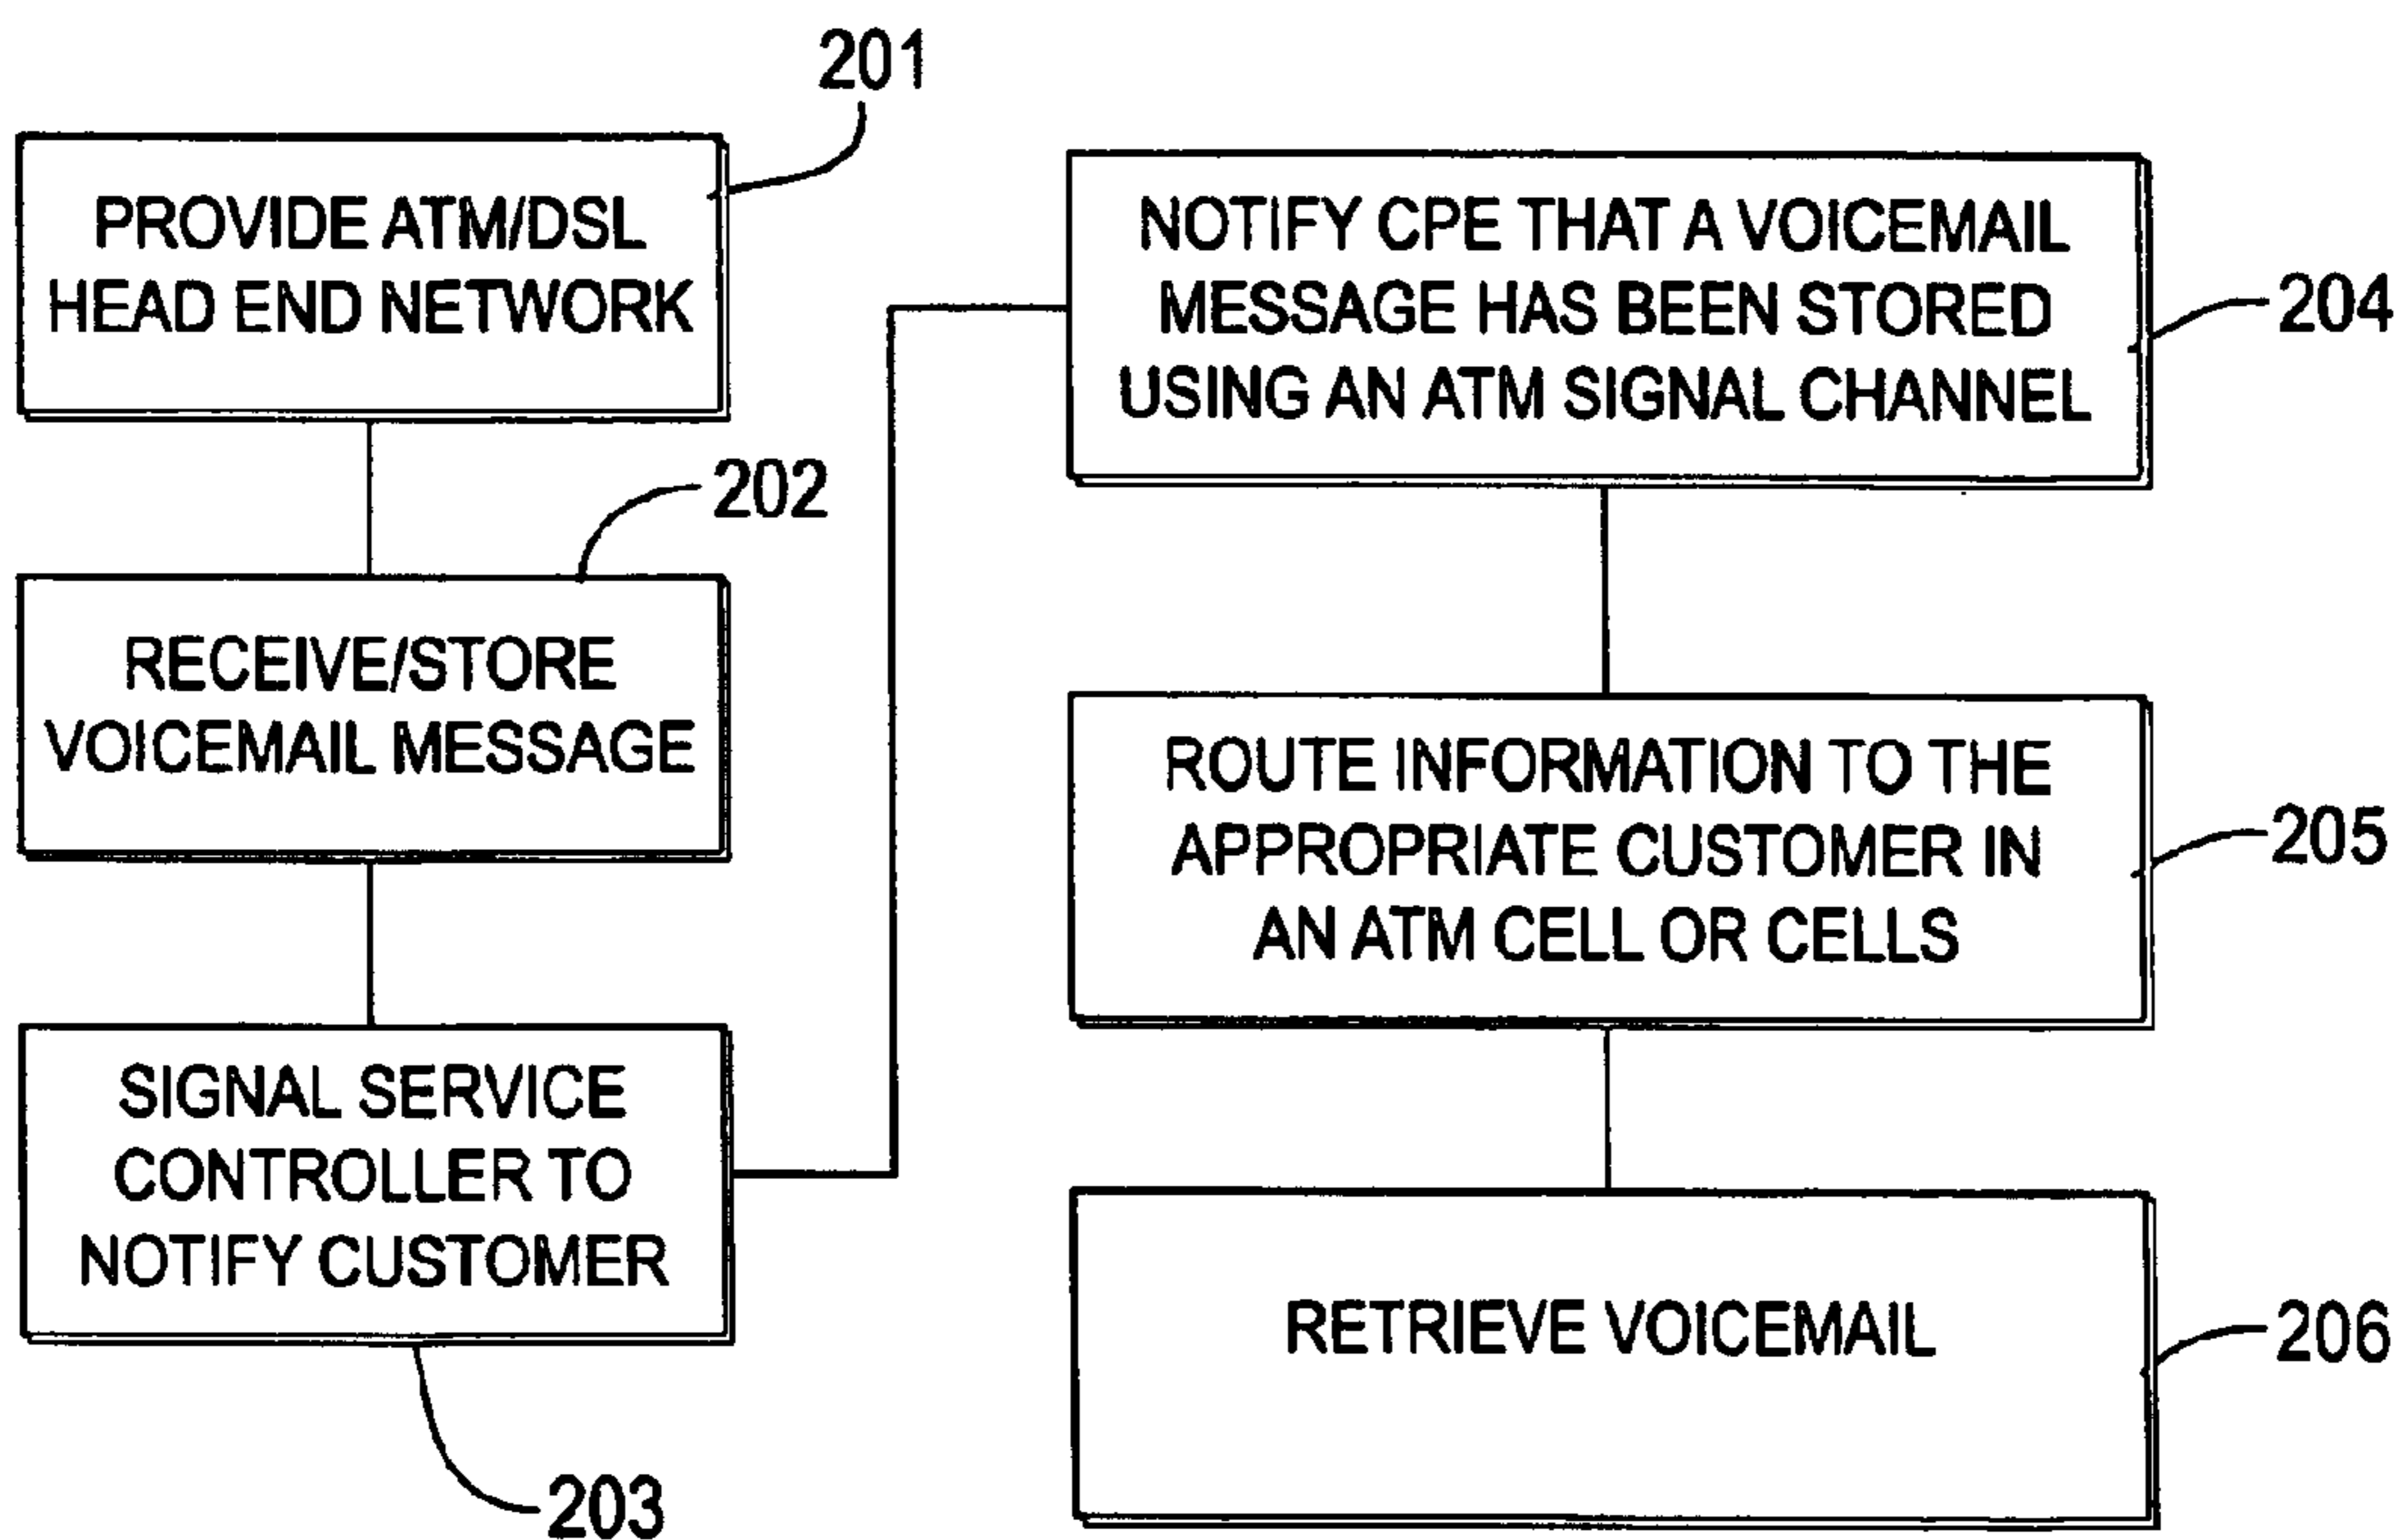 201
PROVIDE ATM/DSL
HEAD END NETWORK
202
RECEIVE/STORE
VOICEMAIL MESSAGE
SIGNAL SERVICE
CONTROLLER TO
NOTIFY CUSTOMER
203
NOTIFY CPE THAT A VOICEMAIL
MESSAGE HAS BEEN STORED
USING AN ATM SIGNAL CHANNEL
204
ROUTE INFORMATION TO THE
APPROPRIATE CUSTOMER IN
AN ATM CELL OR CELLS
205
RETRIEVE VOICEMAIL
206